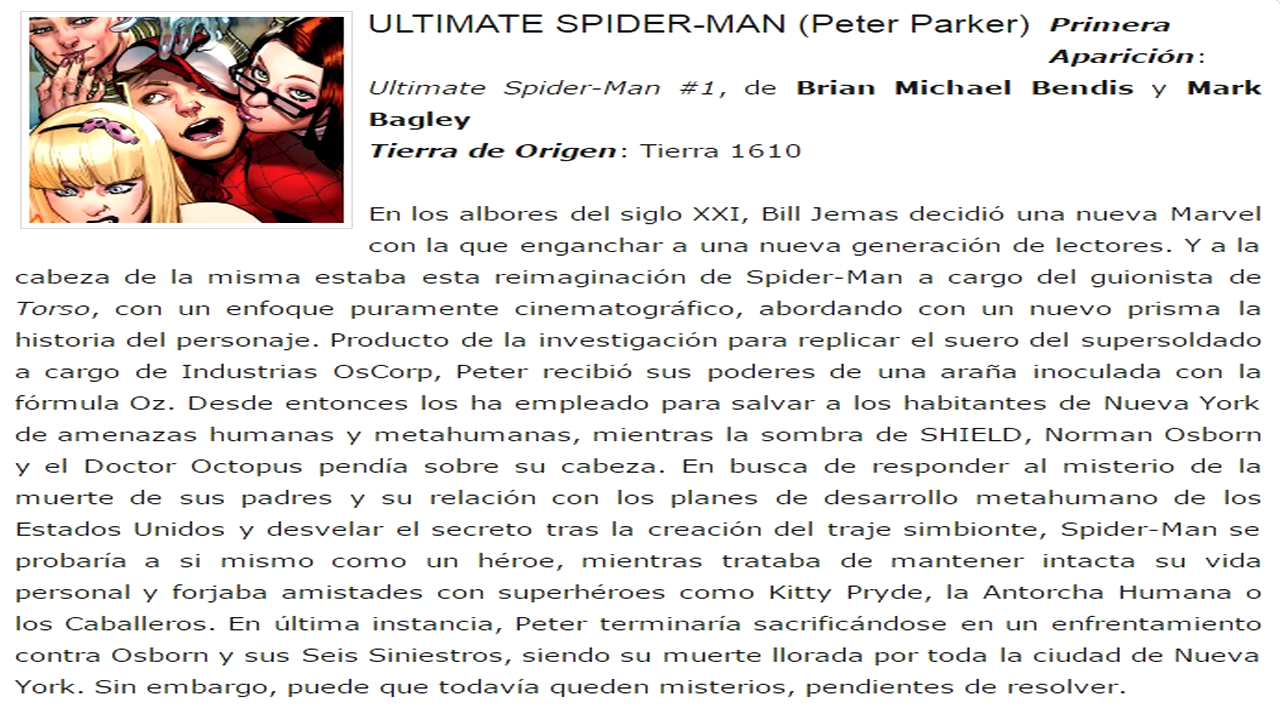 ULTIMATE SPIDER-MAN (Peter Parker) Primera
Aparición:
Ultimate Spider-Man #1, de Brian Michael Bendis y Mark
Bagley
Tierra de Origen: Tierra 1610
En los albores del siglo XXI, Bill Jemas decidió una nueva Marvel
con la que enganchar a una nueva generación de lectores. Y a la
cabeza de la misma estaba esta reimaginación de Spider-Man a cargo del guionista de
Torso, con un enfoque puramente cinematográfico, abordando con un nuevo prisma la
historia del personaje. Producto de la investigación para replicar el suero del supersoldado
a cargo de Industrias OsCorp, Peter recibió sus poderes de una araña inoculada con la
fórmula Oz. Desde entonces los ha empleado para salvar a los habitantes de Nueva York
de amenazas humanas y metahumanas, mientras la sombra de SHIELD, Norman Osborn
y el Doctor Octopus pendía sobre su cabeza. En busca de responder al misterio de la
muerte de sus padres y su relación con los planes de desarrollo metahumano de los
Estados Unidos y desvelar el secreto tras la creación del traje simbionte, Spider-Man se
probaría a si mismo como un héroe, mientras trataba de mantener intacta su vida
personal y forjaba amistades con superhéroes como Kitty Pryde, la Antorcha Humana o
los Caballeros. En última instancia, Peter terminaría sacrificándose en un enfrentamiento
contra Osborn y sus Seis Siniestros, siendo su muerte llorada por toda la ciudad de Nueva
York. Sin embargo, puede que todavía queden misterios, pendientes de resolver.